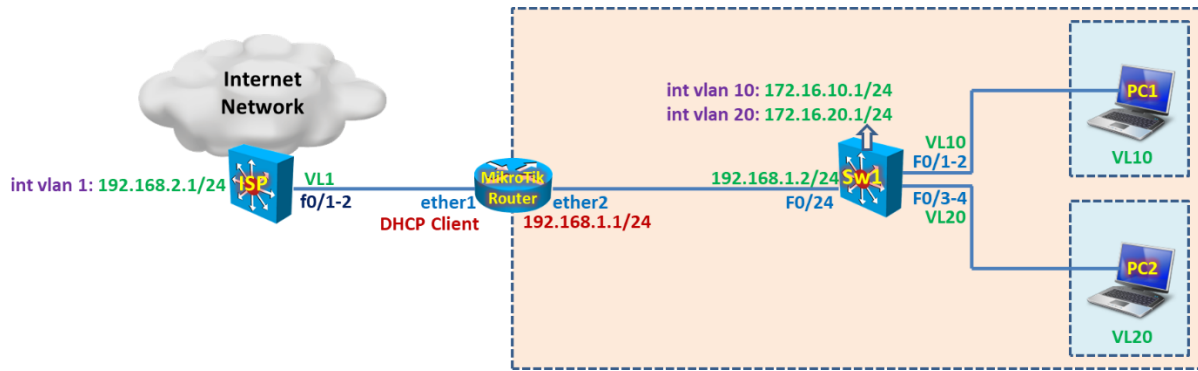 Internet
Network
int vlan 1: 192.168.2.1/24
ISP
VL1
f0/1-2
ether1
DHCP Client
MikroTik
Router
ether2
192.168.1.1/24
int vlan 10: 172.16.10.1/24
int vlan 20: 172.16.20.1/24
192.168.1.2/24
F0/24
Sw1
VL10
F0/1-2
F0/3-4
VL20
PC1
VL10
PC2
VL20